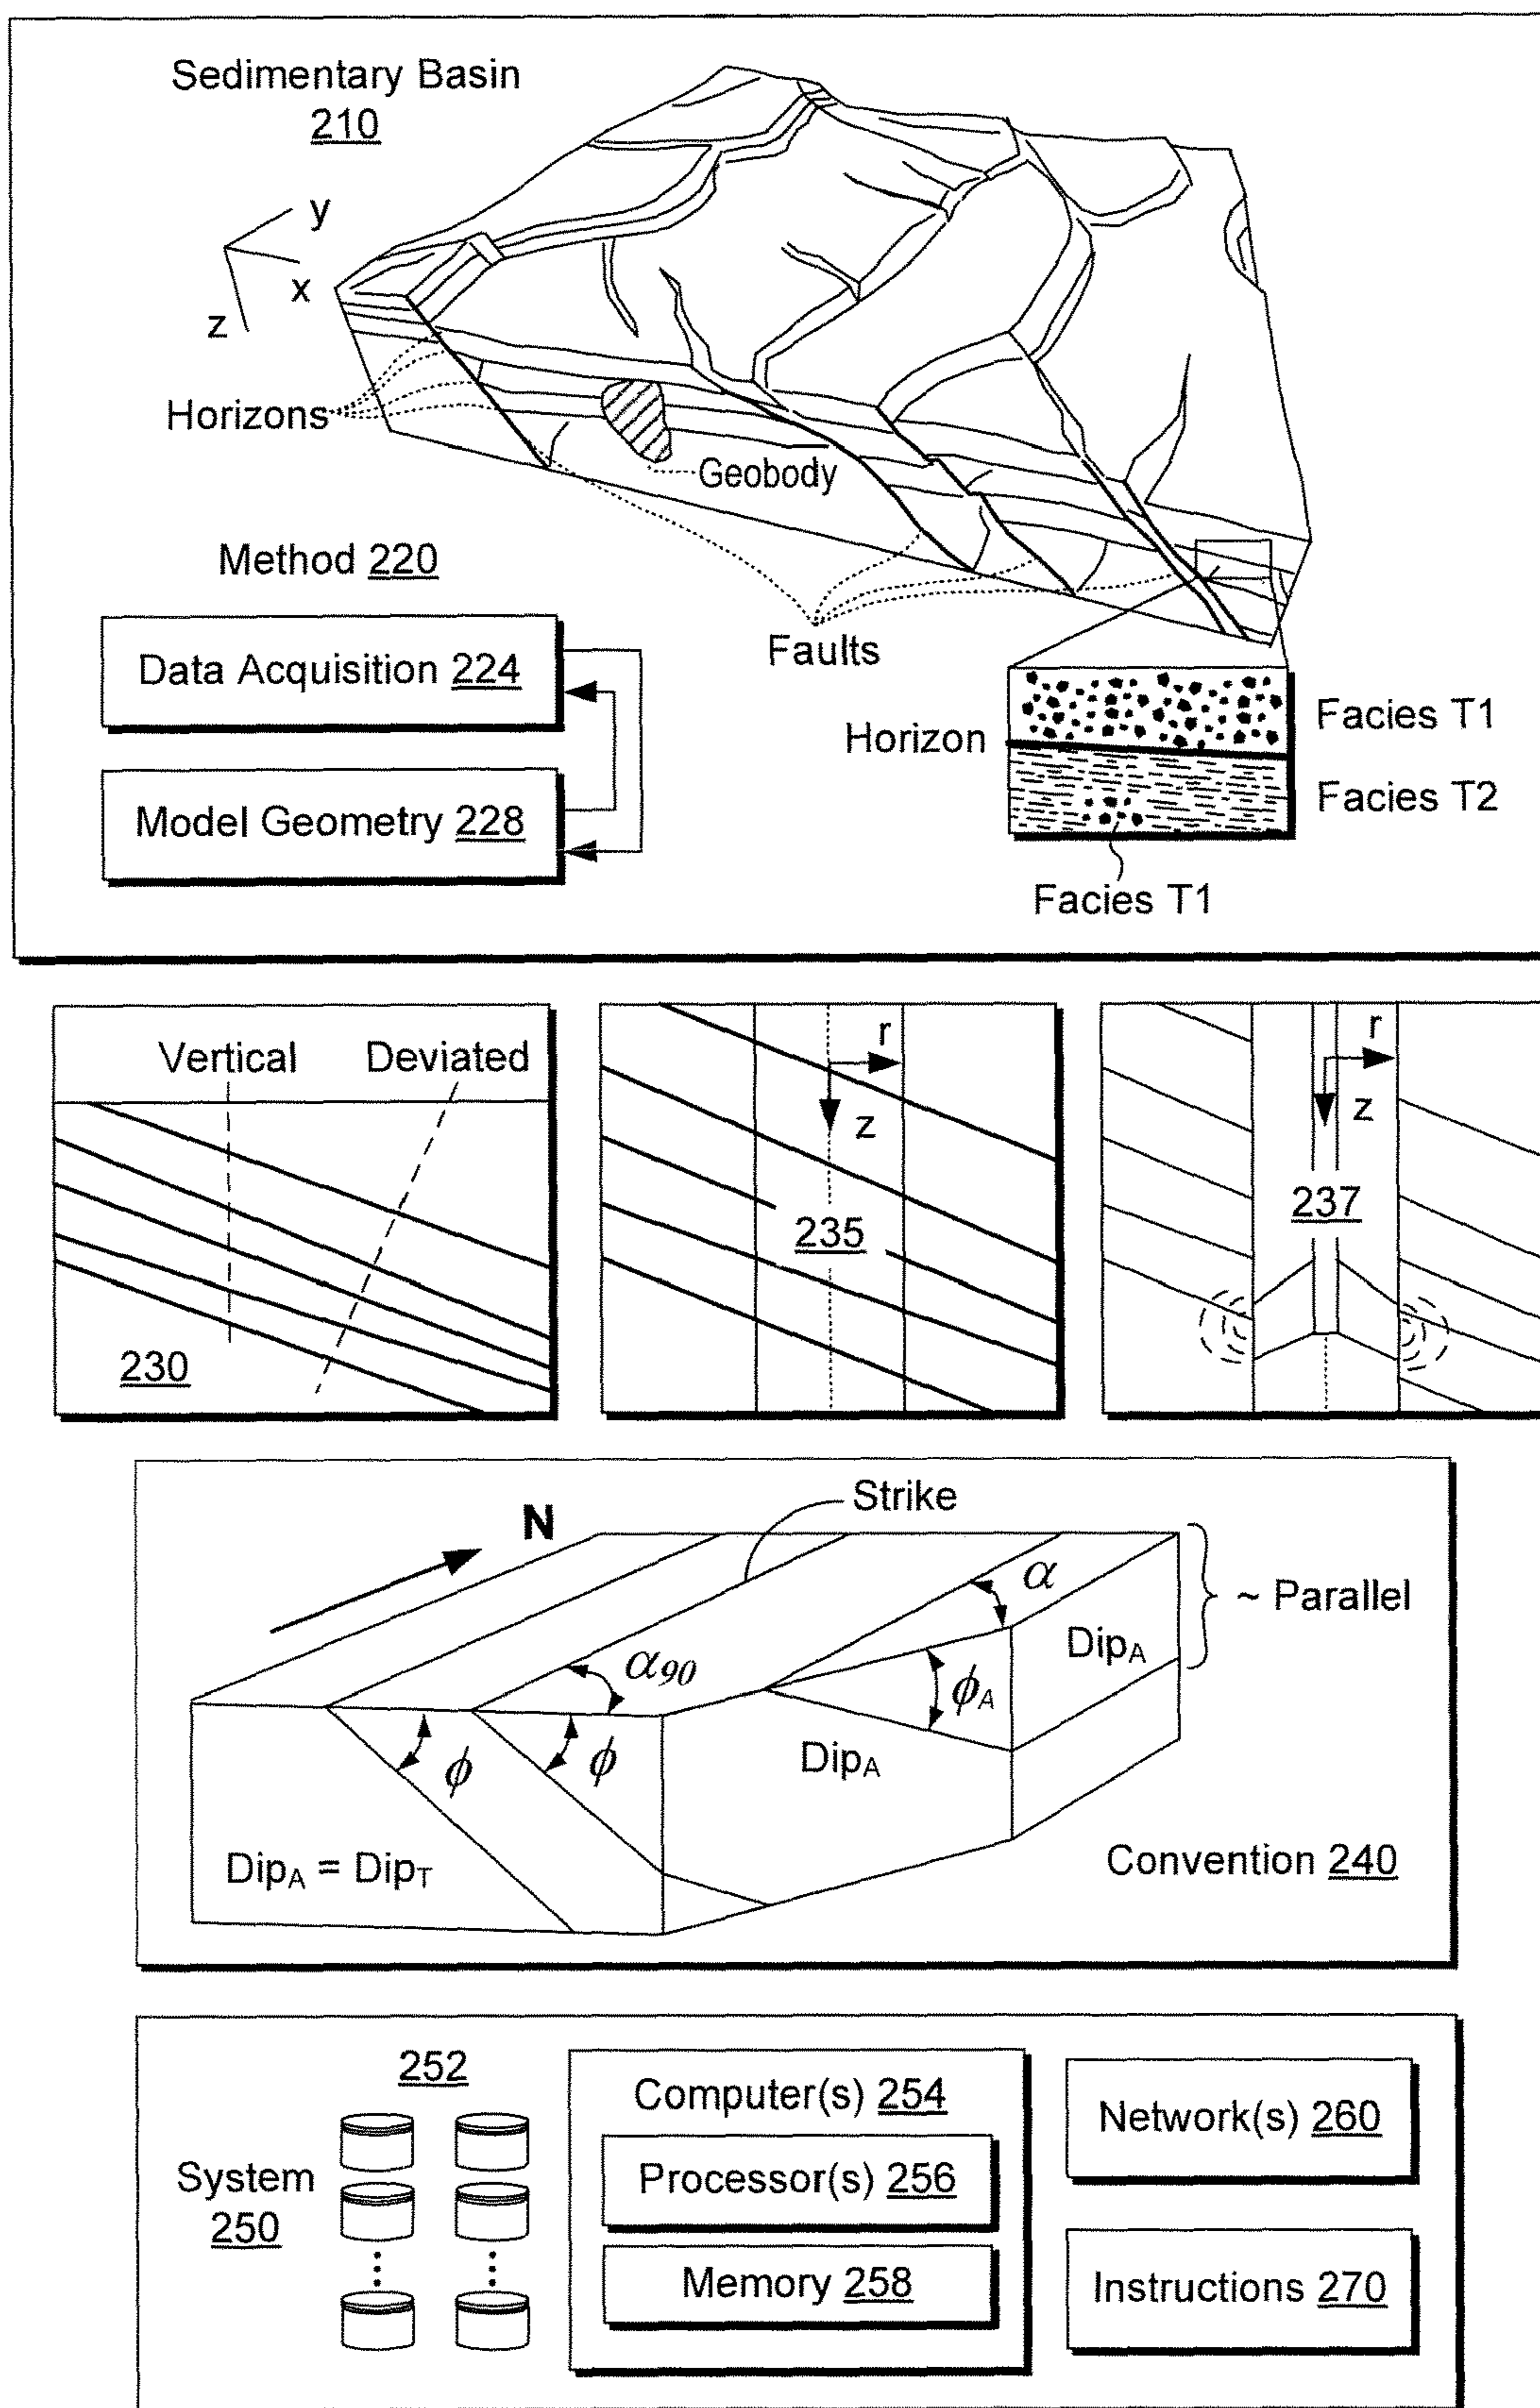 Sedimentary Basin
210
y
x
z
Horizons
Geobody
Method 220
Faults
Data Acquisition 224
Model Geometry 228
Horizon
Facies T1
Facies T2
Facies T1
Vertical
Deviated
230
r
z
235
r
z
237
N
Strike
α
~ Parallel
α90
DipA
ϕA
ϕ
ϕ
DipA
DipA = DipT
Convention 240
252
System
250
Computer(s) 254
Processor(s) 256
Memory 258
Network(s) 260
Instructions 270